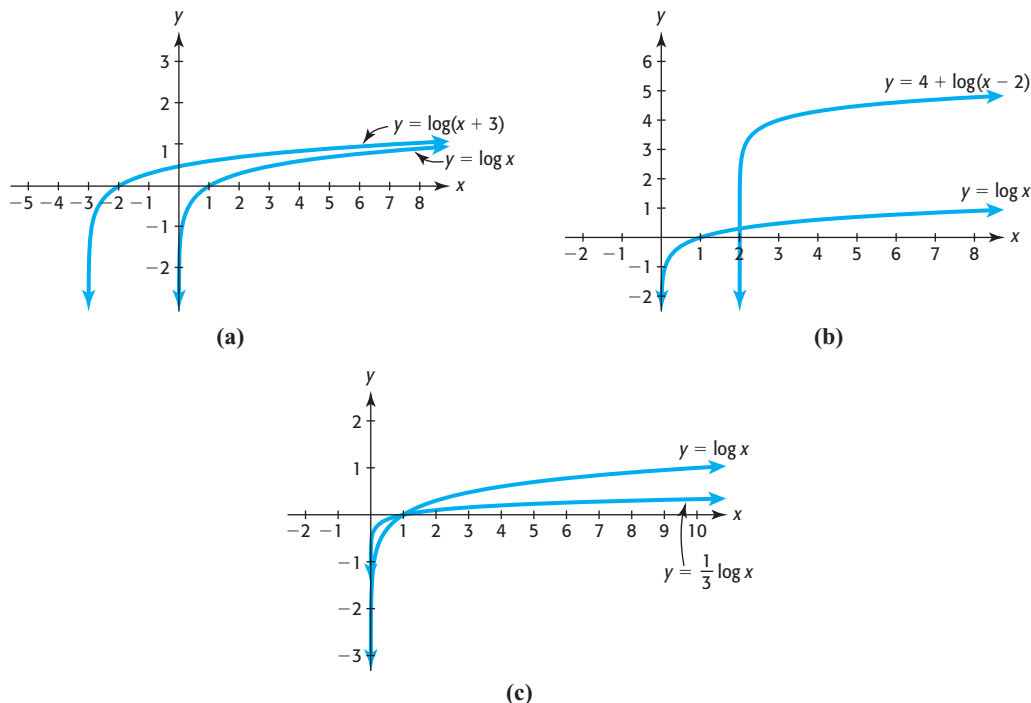 y
3
2
y = log(x + 3)
1
y = log x
x
−5 −4 −3 −2 −1 1 2 3 4 5 6 7 8
−1
−2
(a)
y
6
y = 4 + log(x − 2)
5
4
3
2
y = log x
1
x
−2 −1 1 2 3 4 5 6 7 8
−1
−2
(b)
y
2
y = log x
1
x
−2 −1 1 2 3 4 5 6 7 8 9 10
−1
y = 1/3 log x
−2
−3
(c)